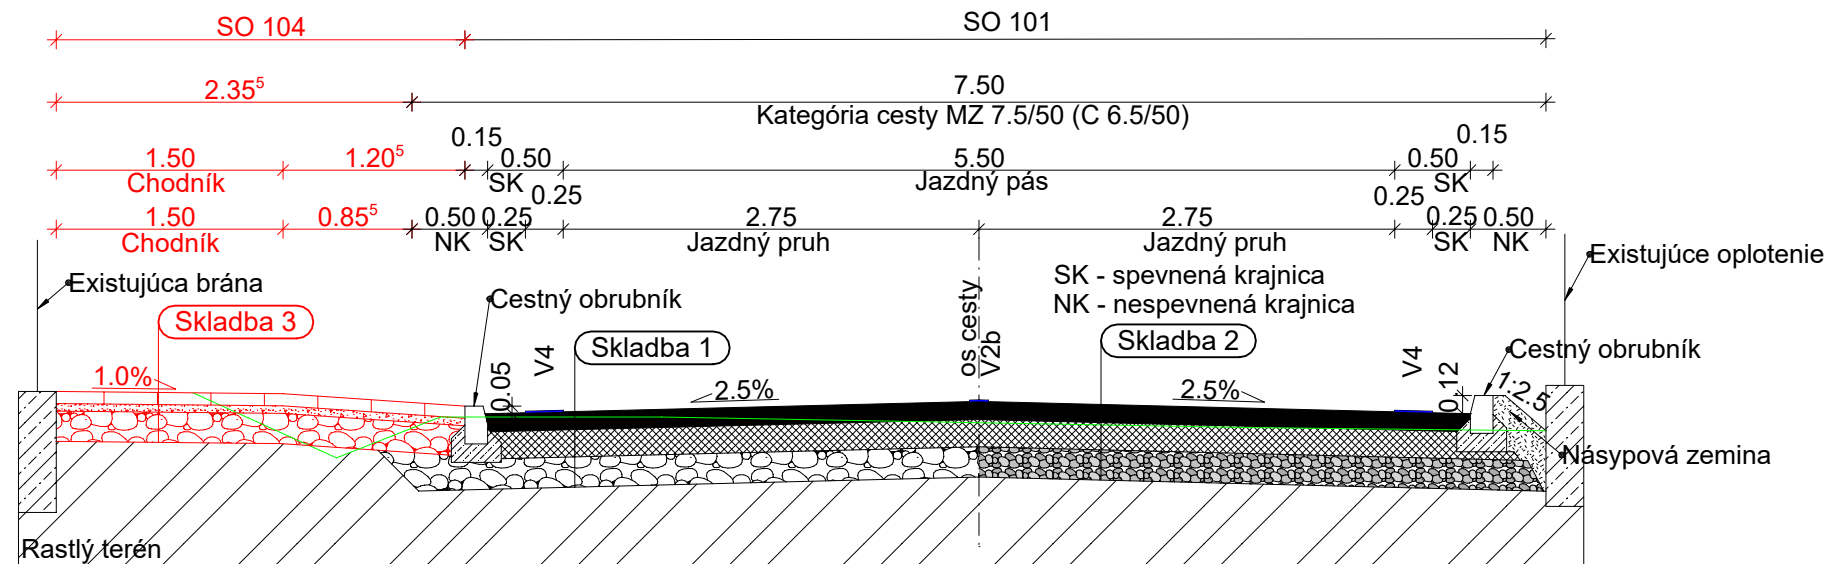 SO 104
SO 101
2.35⁵
7.50
Kategória cesty MZ 7.5/50 (C 6.5/50)
0.15
0.15
1.50
1.20⁵
0.50
5.50
0.50
Chodník
SK
Jazdný pás
SK
0.25
0.25
1.50
0.85⁵
0.50
0.25
2.75
2.75
0.25
0.50
Chodník
NK
SK
Jazdný pruh
Jazdný pruh
SK
NK
Existujúca brána
Cestný obrubník
SK - spevnená krajnica
NK - nespevnená krajnica
Existujúce oplotenie
Skladba 3
Skladba 1
os cesty
V2b
Skladba 2
Cestný obrubník
V4
V4
1.0%
0.05
2.5%
2.5%
0.12
1:2.5
Násypová zemina
Rastlý terén